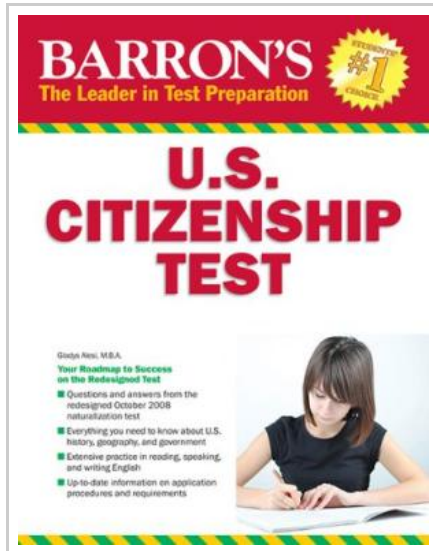 BARRON'S
The Leader in Test Preparation
STUDENTS'
#1
CHOICE
U.S.
CITIZENSHIP
TEST
Gladys Alesi, M.B.A.
Your Roadmap to Success
on the Redesigned Test
Questions and answers from the
redesigned October 2008
naturalization test
Everything you need to know about U.S.
history, geography, and government
Extensive practice in reading, speaking,
and writing English
Up-to-date information on application
procedures and requirements